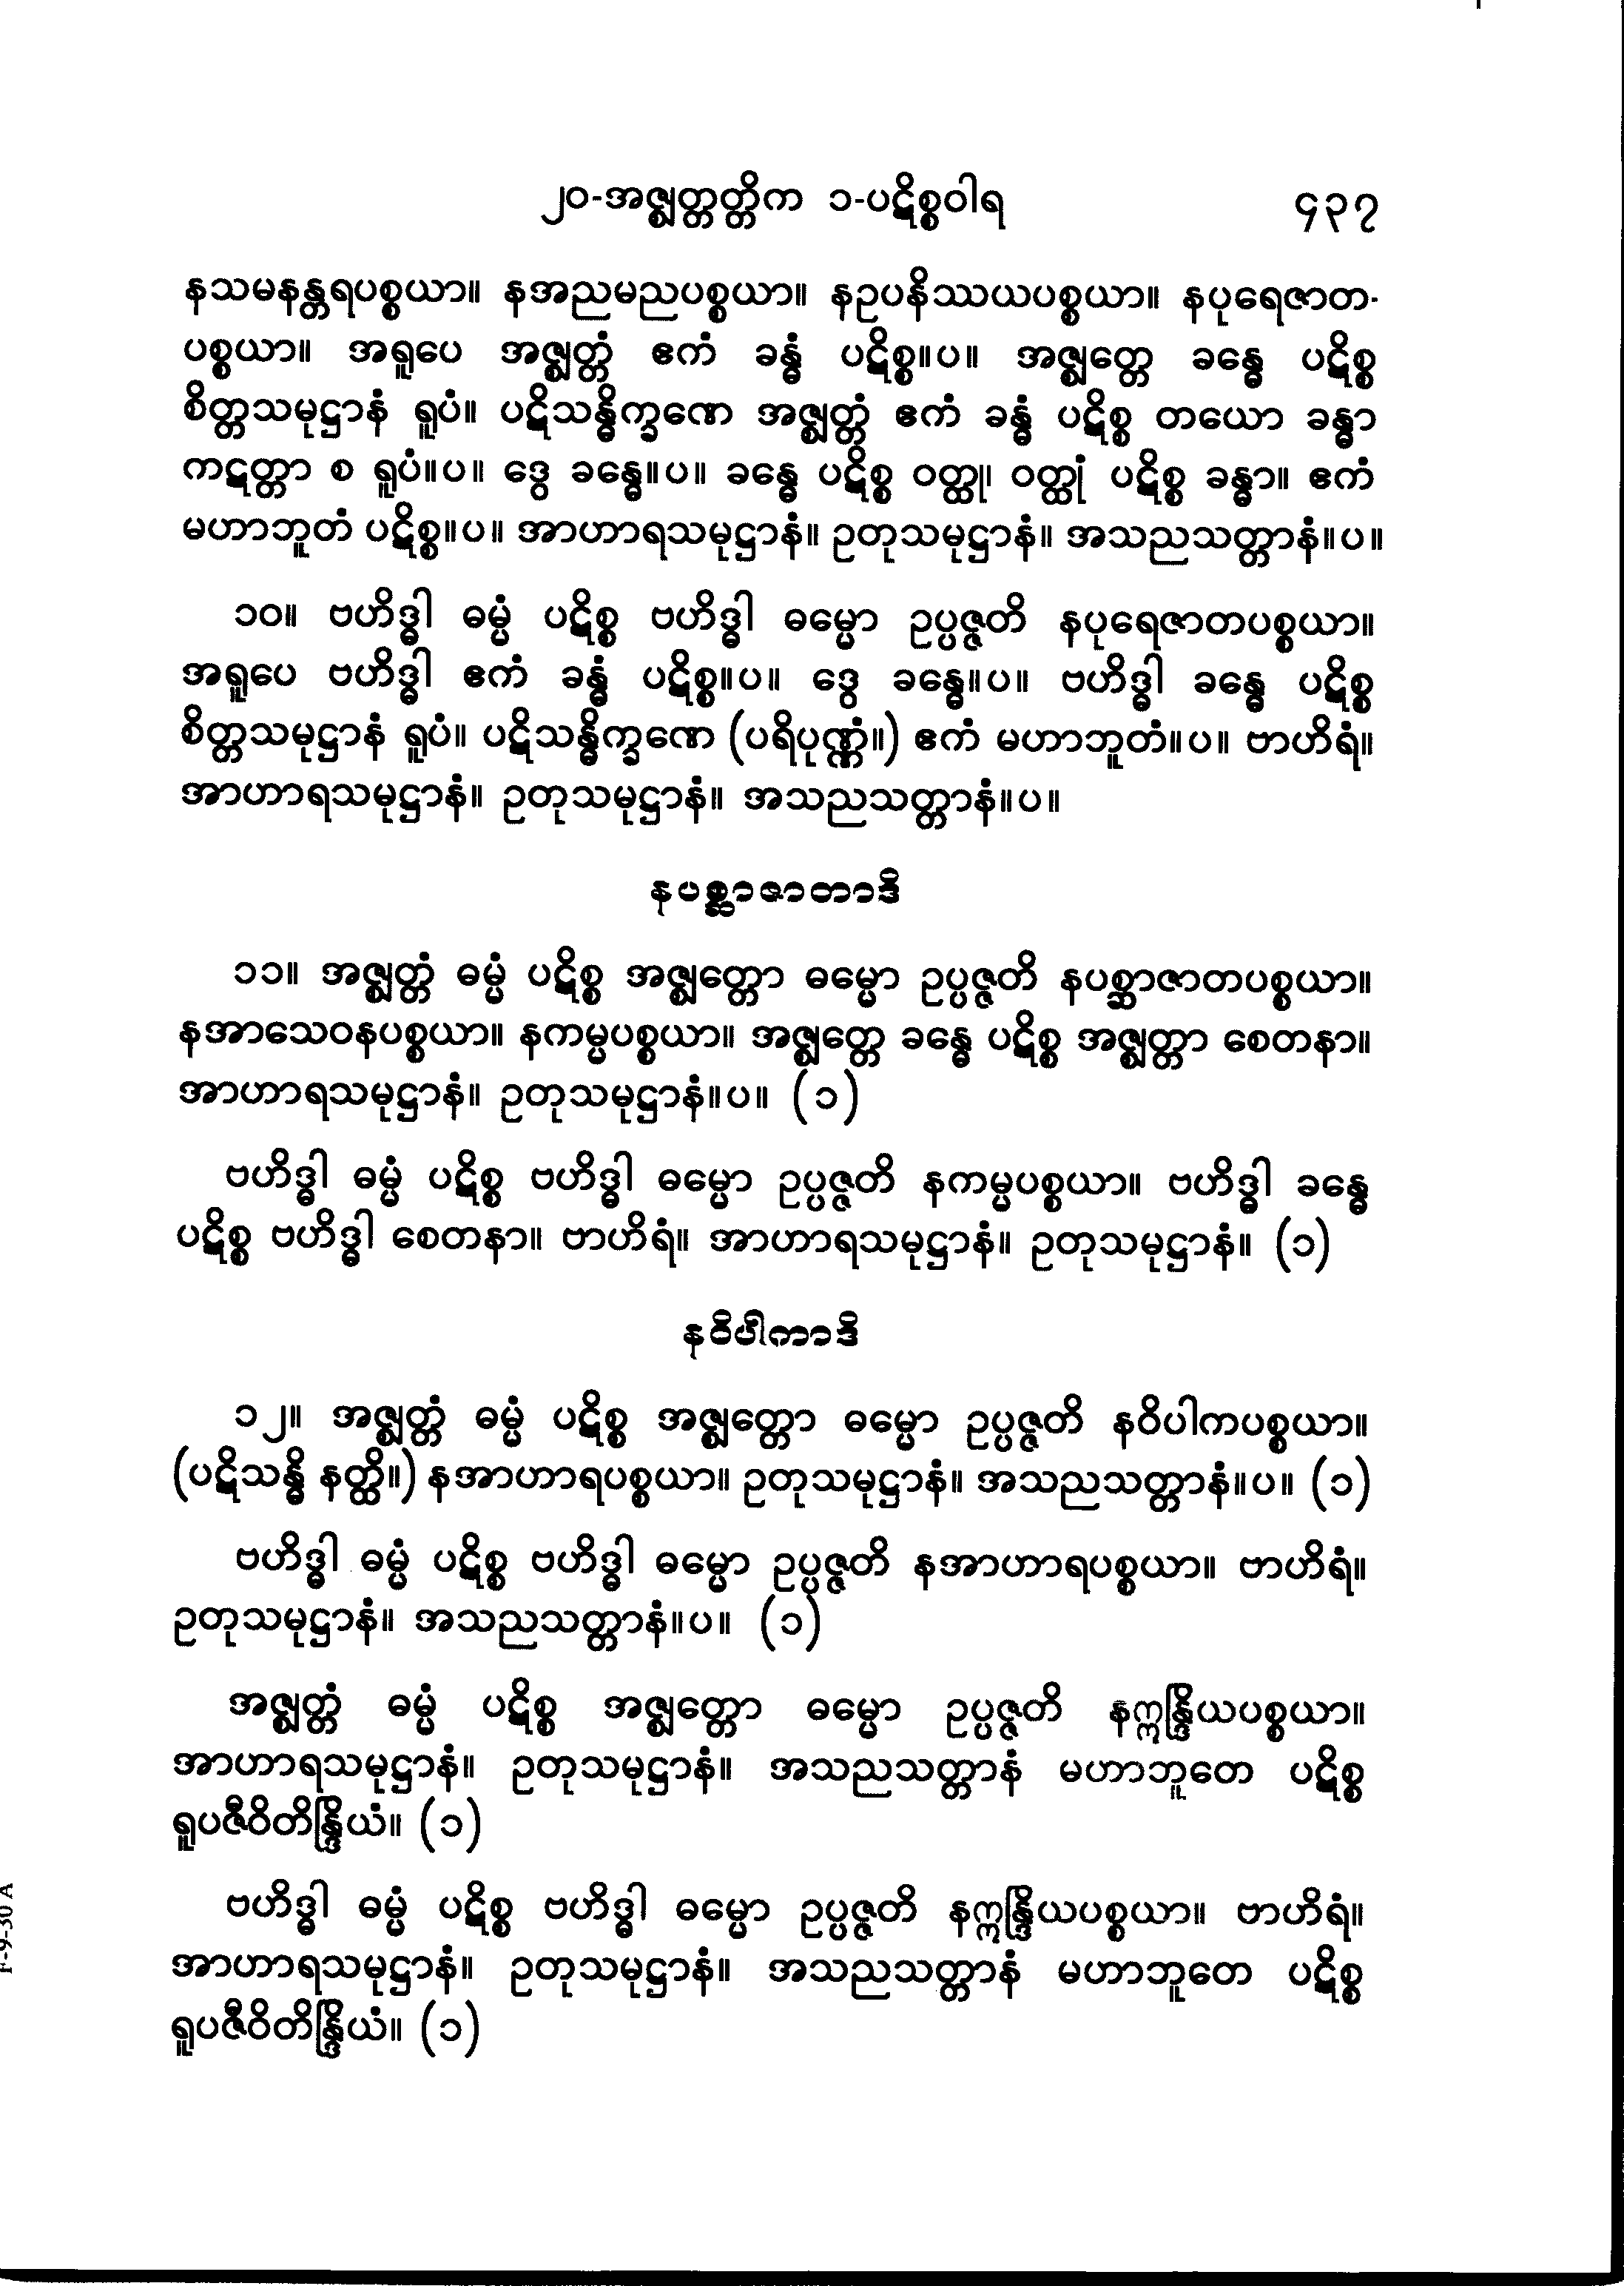 ၂၀-အဇ္ဈတ္တတ္တိက ၁-ပဋိစ္စဝါရ ၄၃၇
နသမနန္တရပစ္စယာ။ နအညမညပစ္စယာ။ နဥပနိဿယပစ္စယာ။ နပုရေဇာတ-
ပစ္စယာ။ အရူပေ အဇ္ဈတ္တံ ဧကံ ခန္ဓံ ပဋိစ္စ။ပ။ အဇ္ဈတ္တေ ခန္ဓေ ပဋိစ္စ
စိတ္တသမုဋ္ဌာနံ ရူပံ။ ပဋိသန္ဓိက္ခဏေ အဇ္ဈတ္တံ ဧကံ ခန္ဓံ ပဋိစ္စ တယော ခန္ဓာ
ကဋတ္တာ စ ရူပံ။ပ။ ဒွေ ခန္ဓေ။ပ။ ခန္ဓေ ပဋိစ္စ ဝတ္ထု၊ ဝတ္ထုံ ပဋိစ္စ ခန္ဓာ။ ဧကံ
မဟာဘူတံ ပဋိစ္စ။ပ။ အာဟာရသမုဋ္ဌာနံ။ ဥတုသမုဋ္ဌာနံ။ အသညသတ္တာနံ။ပ။
၁၀။ ဗဟိဒ္ဓါ ဓမ္မံ ပဋိစ္စ ဗဟိဒ္ဓါ ဓမ္မော ဥပ္ပဇ္ဇတိ နပုရေဇာတပစ္စယာ။
အရူပေ ဗဟိဒ္ဓါ ဧကံ ခန္ဓံ ပဋိစ္စ။ပ။ ဒွေ ခန္ဓေ။ပ။ ဗဟိဒ္ဓါ ခန္ဓေ ပဋိစ္စ
စိတ္တသမုဋ္ဌာနံ ရူပံ။ ပဋိသန္ဓိက္ခဏေ (ပရိပုဏ္ဏံ။) ဧကံ မဟာဘူတံ။ပ။ ဗာဟိရံ။
အာဟာရသမုဋ္ဌာနံ။ ဥတုသမုဋ္ဌာနံ။ အသညသတ္တာနံ။ပ။
နပစ္ဆာဇာတာဒိ
၁၁။ အဇ္ဈတ္တံ ဓမ္မံ ပဋိစ္စ အဇ္ဈတ္တော ဓမ္မော ဥပ္ပဇ္ဇတိ နပစ္ဆာဇာတပစ္စယာ။
နအာသေဝနပစ္စယာ။ နကမ္မပစ္စယာ။ အဇ္ဈတ္တေ ခန္ဓေ ပဋိစ္စ အဇ္ဈတ္တာ စေတနာ။
အာဟာရသမုဋ္ဌာနံ။ ဥတုသမုဋ္ဌာနံ။ပ။ (၁)
ဗဟိဒ္ဓါ ဓမ္မံ ပဋိစ္စ ဗဟိဒ္ဓါ ဓမ္မော ဥပ္ပဇ္ဇတိ နကမ္မပစ္စယာ။ ဗဟိဒ္ဓါ ခန္ဓေ
ပဋိစ္စ ဗဟိဒ္ဓါ စေတနာ။ ဗာဟိရံ။ အာဟာရသမုဋ္ဌာနံ။ ဥတုသမုဋ္ဌာနံ။ (၁)
နဝိပါကာဒိ
၁၂။ အဇ္ဈတ္တံ ဓမ္မံ ပဋိစ္စ အဇ္ဈတ္တော ဓမ္မော ဥပ္ပဇ္ဇတိ နဝိပါကပစ္စယာ။
(ပဋိသန္ဓိ နတ္ထိ။) နအာဟာရပစ္စယာ။ ဥတုသမုဋ္ဌာနံ။ အသညသတ္တာနံ။ပ။ (၁)
ဗဟိဒ္ဓါ ဓမ္မံ ပဋိစ္စ ဗဟိဒ္ဓါ ဓမ္မော ဥပ္ပဇ္ဇတိ နအာဟာရပစ္စယာ။ ဗာဟိရံ။
ဥတုသမုဋ္ဌာနံ။ အသညသတ္တာနံ။ပ။ (၁)
အဇ္ဈတ္တံ ဓမ္မံ ပဋိစ္စ အဇ္ဈတ္တော ဓမ္မော ဥပ္ပဇ္ဇတိ နဣန္ဒြိယပစ္စယာ။
အာဟာရသမုဋ္ဌာနံ။ ဥတုသမုဋ္ဌာနံ။ အသညသတ္တာနံ မဟာဘူတေ ပဋိစ္စ
ရူပဇီဝိတိန္ဒြိယံ။ (၁)
ဗဟိဒ္ဓါ ဓမ္မံ ပဋိစ္စ ဗဟိဒ္ဓါ ဓမ္မော ဥပ္ပဇ္ဇတိ နဣန္ဒြိယပစ္စယာ။ ဗာဟိရံ။
အာဟာရသမုဋ္ဌာနံ။ ဥတုသမုဋ္ဌာနံ။ အသညသတ္တာနံ မဟာဘူတေ ပဋိစ္စ
ရူပဇီဝိတိန္ဒြိယံ။ (၁)
F-9-30 A